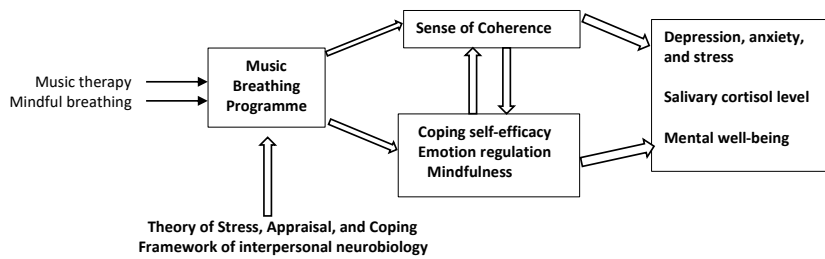 Music therapy
Mindful breathing
Music
Breathing
Programme
Sense of Coherence
Coping self-efficacy
Emotion regulation
Mindfulness
Depression, anxiety,
and stress
Salivary cortisol level
Mental well-being
Theory of Stress, Appraisal, and Coping
Framework of interpersonal neurobiology